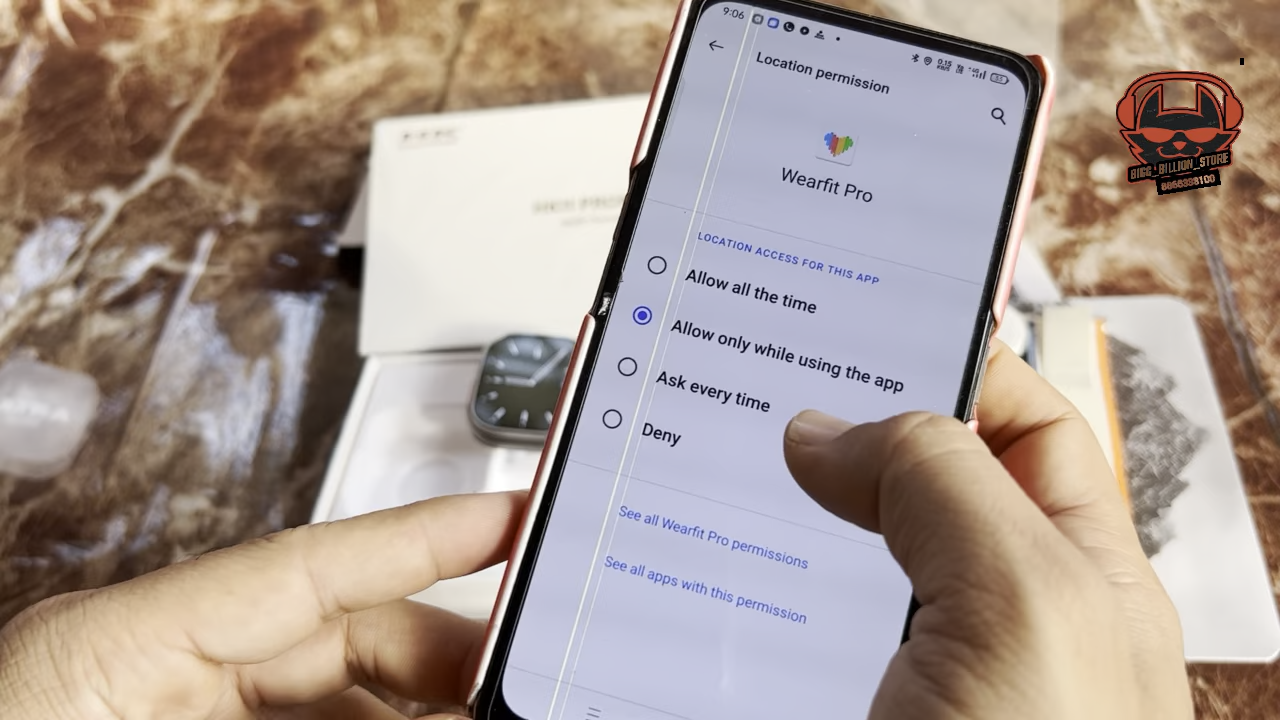 9:06
Location permission
Wearfit Pro
LOCATION ACCESS FOR THIS APP
Allow all the time
Allow only while using the app
Ask every time
Deny
See all Wearfit Pro permissions
See all apps with this permission
BIGG_BILLION_STORE